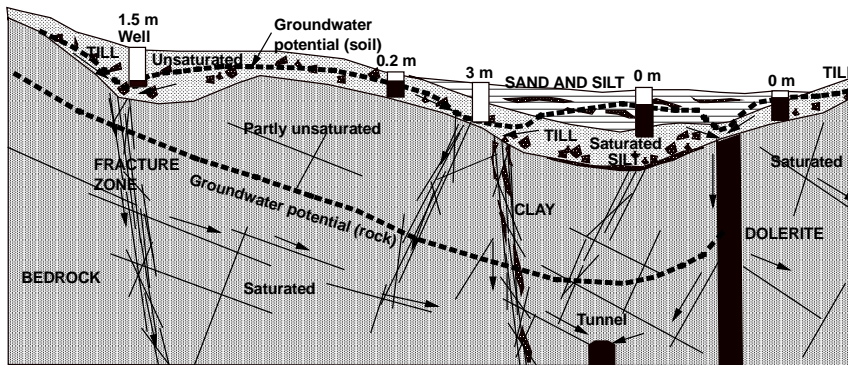 1.5 m
Well
Groundwater
potential (soil)
TILL
Unsaturated
0.2 m
3 m
SAND AND SILT
0 m
0 m
TILL
Partly unsaturated
TILL
Saturated
SILT
Saturated
FRACTURE
ZONE
Groundwater potential (rock)
CLAY
DOLERITE
BEDROCK
Saturated
Tunnel